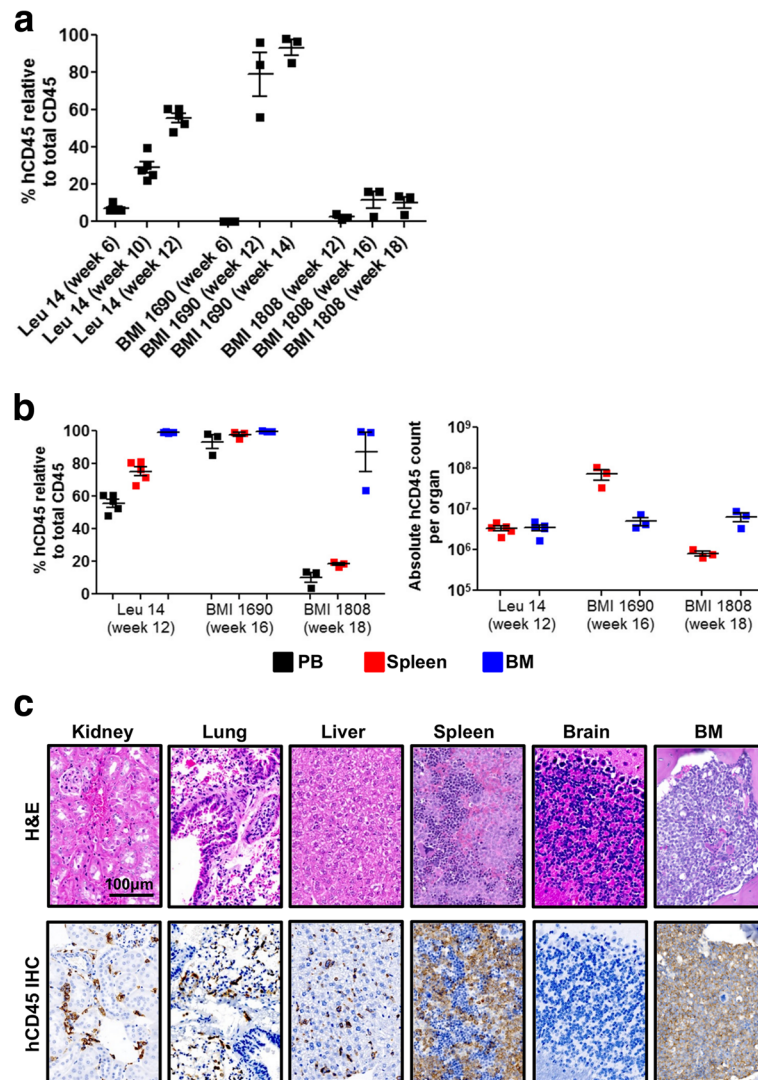 a
% hCD45 relative
to total CD45
100
80
60
40
20
0
Leu 14 (week 6)
Leu 14 (week 10)
Leu 14 (week 12)
BMI 1690 (week 6)
BMI 1690 (week 12)
BMI 1690 (week 14)
BMI 1808 (week 12)
BMI 1808 (week 16)
BMI 1808 (week 18)
b
% hCD45 relative
to total CD45
100
80
60
40
20
0
Leu 14
(week 12)
BMI 1690
(week 16)
BMI 1808
(week 18)
Absolute hCD45 count
per organ
10⁹
10⁸
10⁷
10⁶
10⁵
Leu 14
(week 12)
BMI 1690
(week 16)
BMI 1808
(week 18)
PB Spleen BM
c
Kidney Lung Liver Spleen Brain BM
H&E
100μm
hCD45 IHC